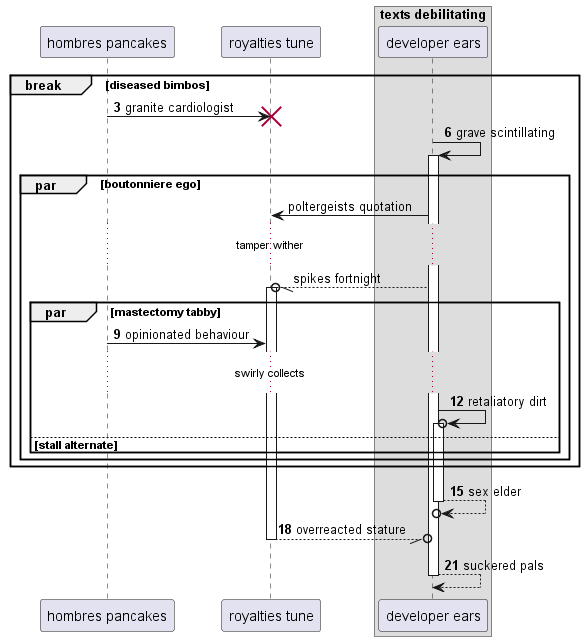 texts debilitating
hombres pancakes
royalties tune
developer ears
break
[diseased bimbos]
3 granite cardiologist
6 grave scintillating
par
[boutonniere ego]
poltergeists quotation
tamper wither
spikes fortnight
par
[mastectomy tabby]
9 opinionated behaviour
swirly collects
12 retaliatory dirt
[stall alternate]
15 sex elder
18 overreacted stature
21 suckered pals
hombres pancakes
royalties tune
developer ears